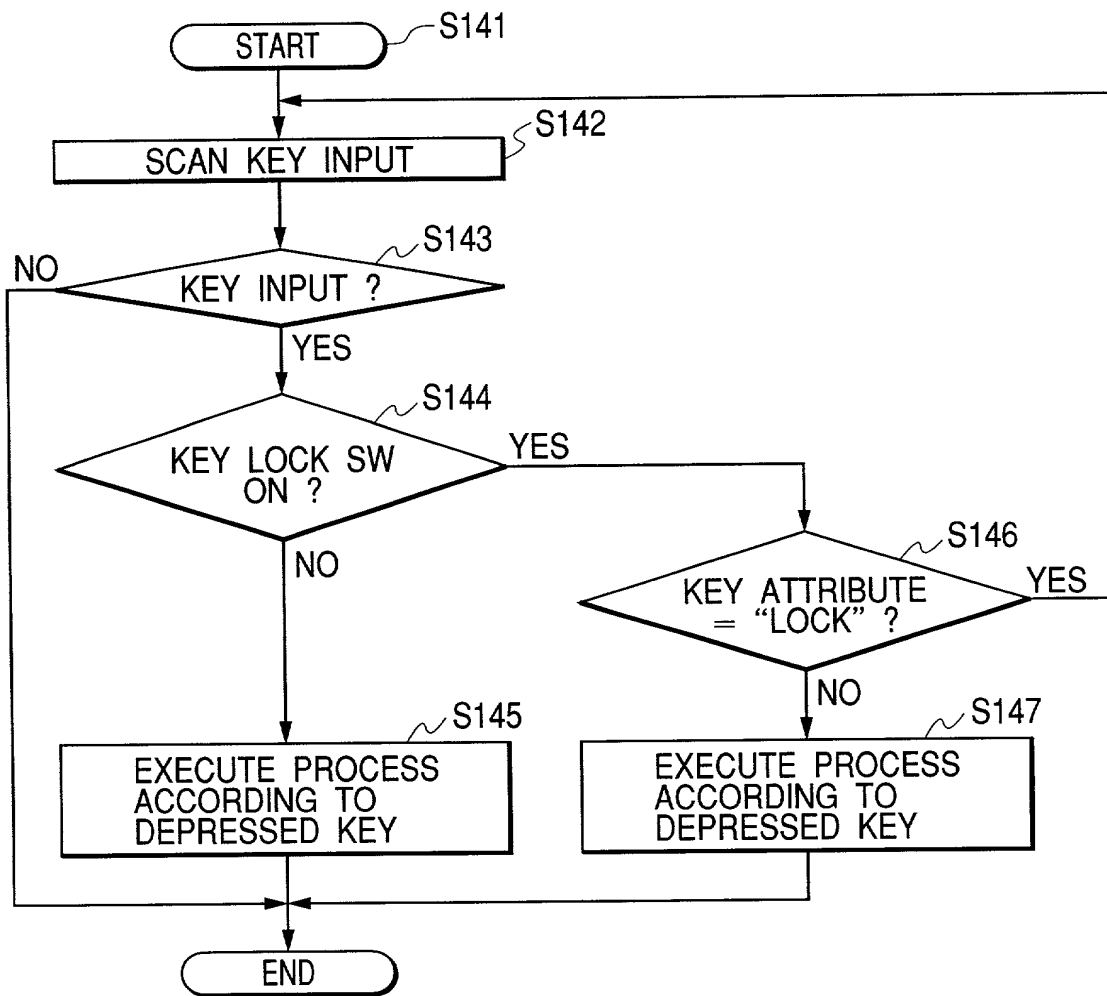 START
S141
S142
SCAN KEY INPUT
S143
NO
KEY INPUT ?
YES
S144
KEY LOCK SW
ON ?
YES
NO
S146
KEY ATTRIBUTE
= “LOCK” ?
YES
NO
S145
EXECUTE PROCESS
ACCORDING TO
DEPRESSED KEY
S147
EXECUTE PROCESS
ACCORDING TO
DEPRESSED KEY
END